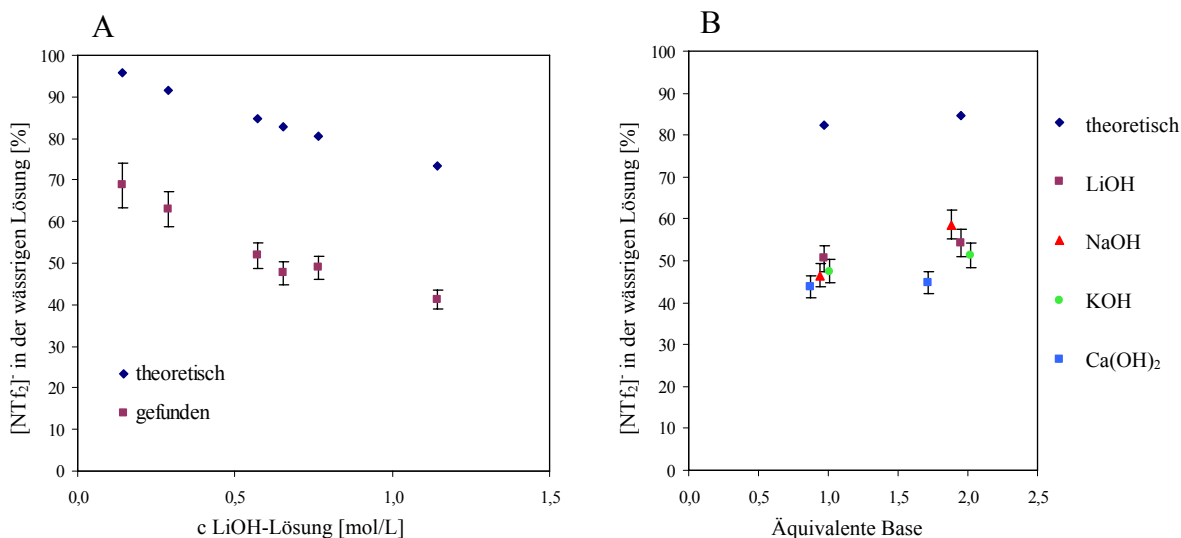 A
[NTf₂]⁻ in der wässrigen Lösung [%]
100
90
80
70
60
50
40
30
20
10
0
theoretisch
gefunden
0,0
0,5
1,0
1,5
c LiOH-Lösung [mol/L]
B
[NTf₂]⁻ in der wässrigen Lösung [%]
100
90
80
70
60
50
40
30
20
10
0
0,0
0,5
1,0
1,5
2,0
2,5
Äquivalente Base
theoretisch
LiOH
NaOH
KOH
Ca(OH)₂